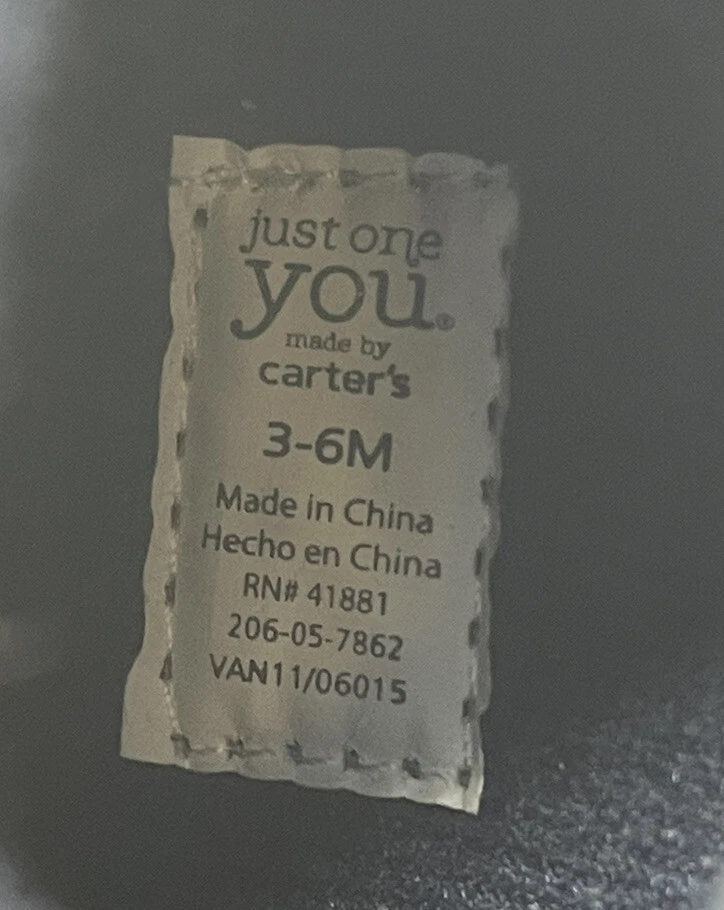 just one
you®
made by
carter's
3-6M
Made in China
Hecho en China
RN# 41881
206-05-7862
VAN11/06015